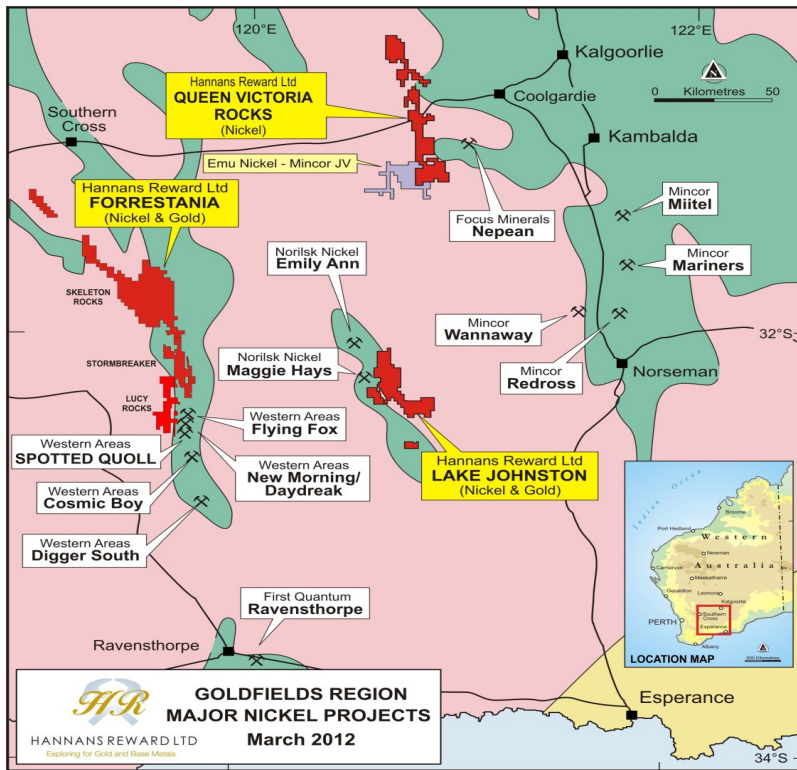 120°E
122°E
Hannans Reward Ltd
QUEEN VICTORIA
ROCKS
(Nickel)
Kalgoorlie
N
0 Kilometres 50
Coolgardie
Southern
Cross
Kambalda
Emu Nickel - Mincor JV
Hannans Reward Ltd
FORRESTANIA
(Nickel & Gold)
Focus Minerals
Nepean
Mincor
Miitel
Norilsk Nickel
Emily Ann
Mincor
Mariners
SKELETON
ROCKS
Mincor
Wannaway
32°S
Norilsk Nickel
Maggie Hays
Mincor
Redross
Norseman
STORMBREAKER
LUCY
ROCKS
Western Areas
Flying Fox
Western Areas
SPOTTED QUOLL
Western Areas
New Morning/
Daydreak
Hannans Reward Ltd
LAKE JOHNSTON
(Nickel & Gold)
Western Areas
Cosmic Boy
Western Areas
Digger South
Indian Ocean
Broome
Port Hedland
Western
Australia
Newman
Carnarvon
Meekatharra
Geraldton
Leonora
Kalgoorlie
Southern
Cross
PERTH
Esperance
Albany
500 Kilometres
LOCATION MAP
First Quantum
Ravensthorpe
Ravensthorpe
HR
HANNANS REWARD LTD
Exploring for Gold and Base Metals
GOLDFIELDS REGION
MAJOR NICKEL PROJECTS
March 2012
Esperance
34°S